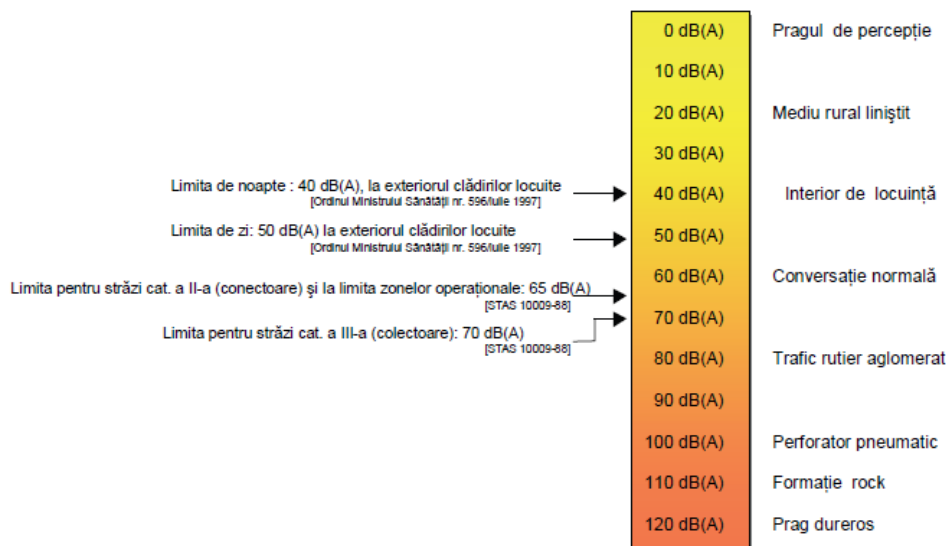 0 dB(A) Pragul de percepție
10 dB(A)
20 dB(A) Mediu rural liniştit
30 dB(A)
Limita de noapte : 40 dB(A), la exteriorul clădirilor locuite
[Ordinul Ministrului Sănătăţii nr. 596/iulie 1997]
40 dB(A) Interior de locuință
Limita de zi: 50 dB(A) la exteriorul clădirilor locuite
[Ordinul Ministrului Sănătăţii nr. 596/iulie 1997]
50 dB(A)
60 dB(A) Conversație normală
Limita pentru străzi cat. a II-a (conectoare) şi la limita zonelor operaționale: 65 dB(A)
[STAS 10009-88]
70 dB(A)
Limita pentru străzi cat. a III-a (colectoare): 70 dB(A)
[STAS 10009-88]
80 dB(A) Trafic rutier aglomerat
90 dB(A)
100 dB(A) Perforator pneumatic
110 dB(A) Formație rock
120 dB(A) Prag dureros